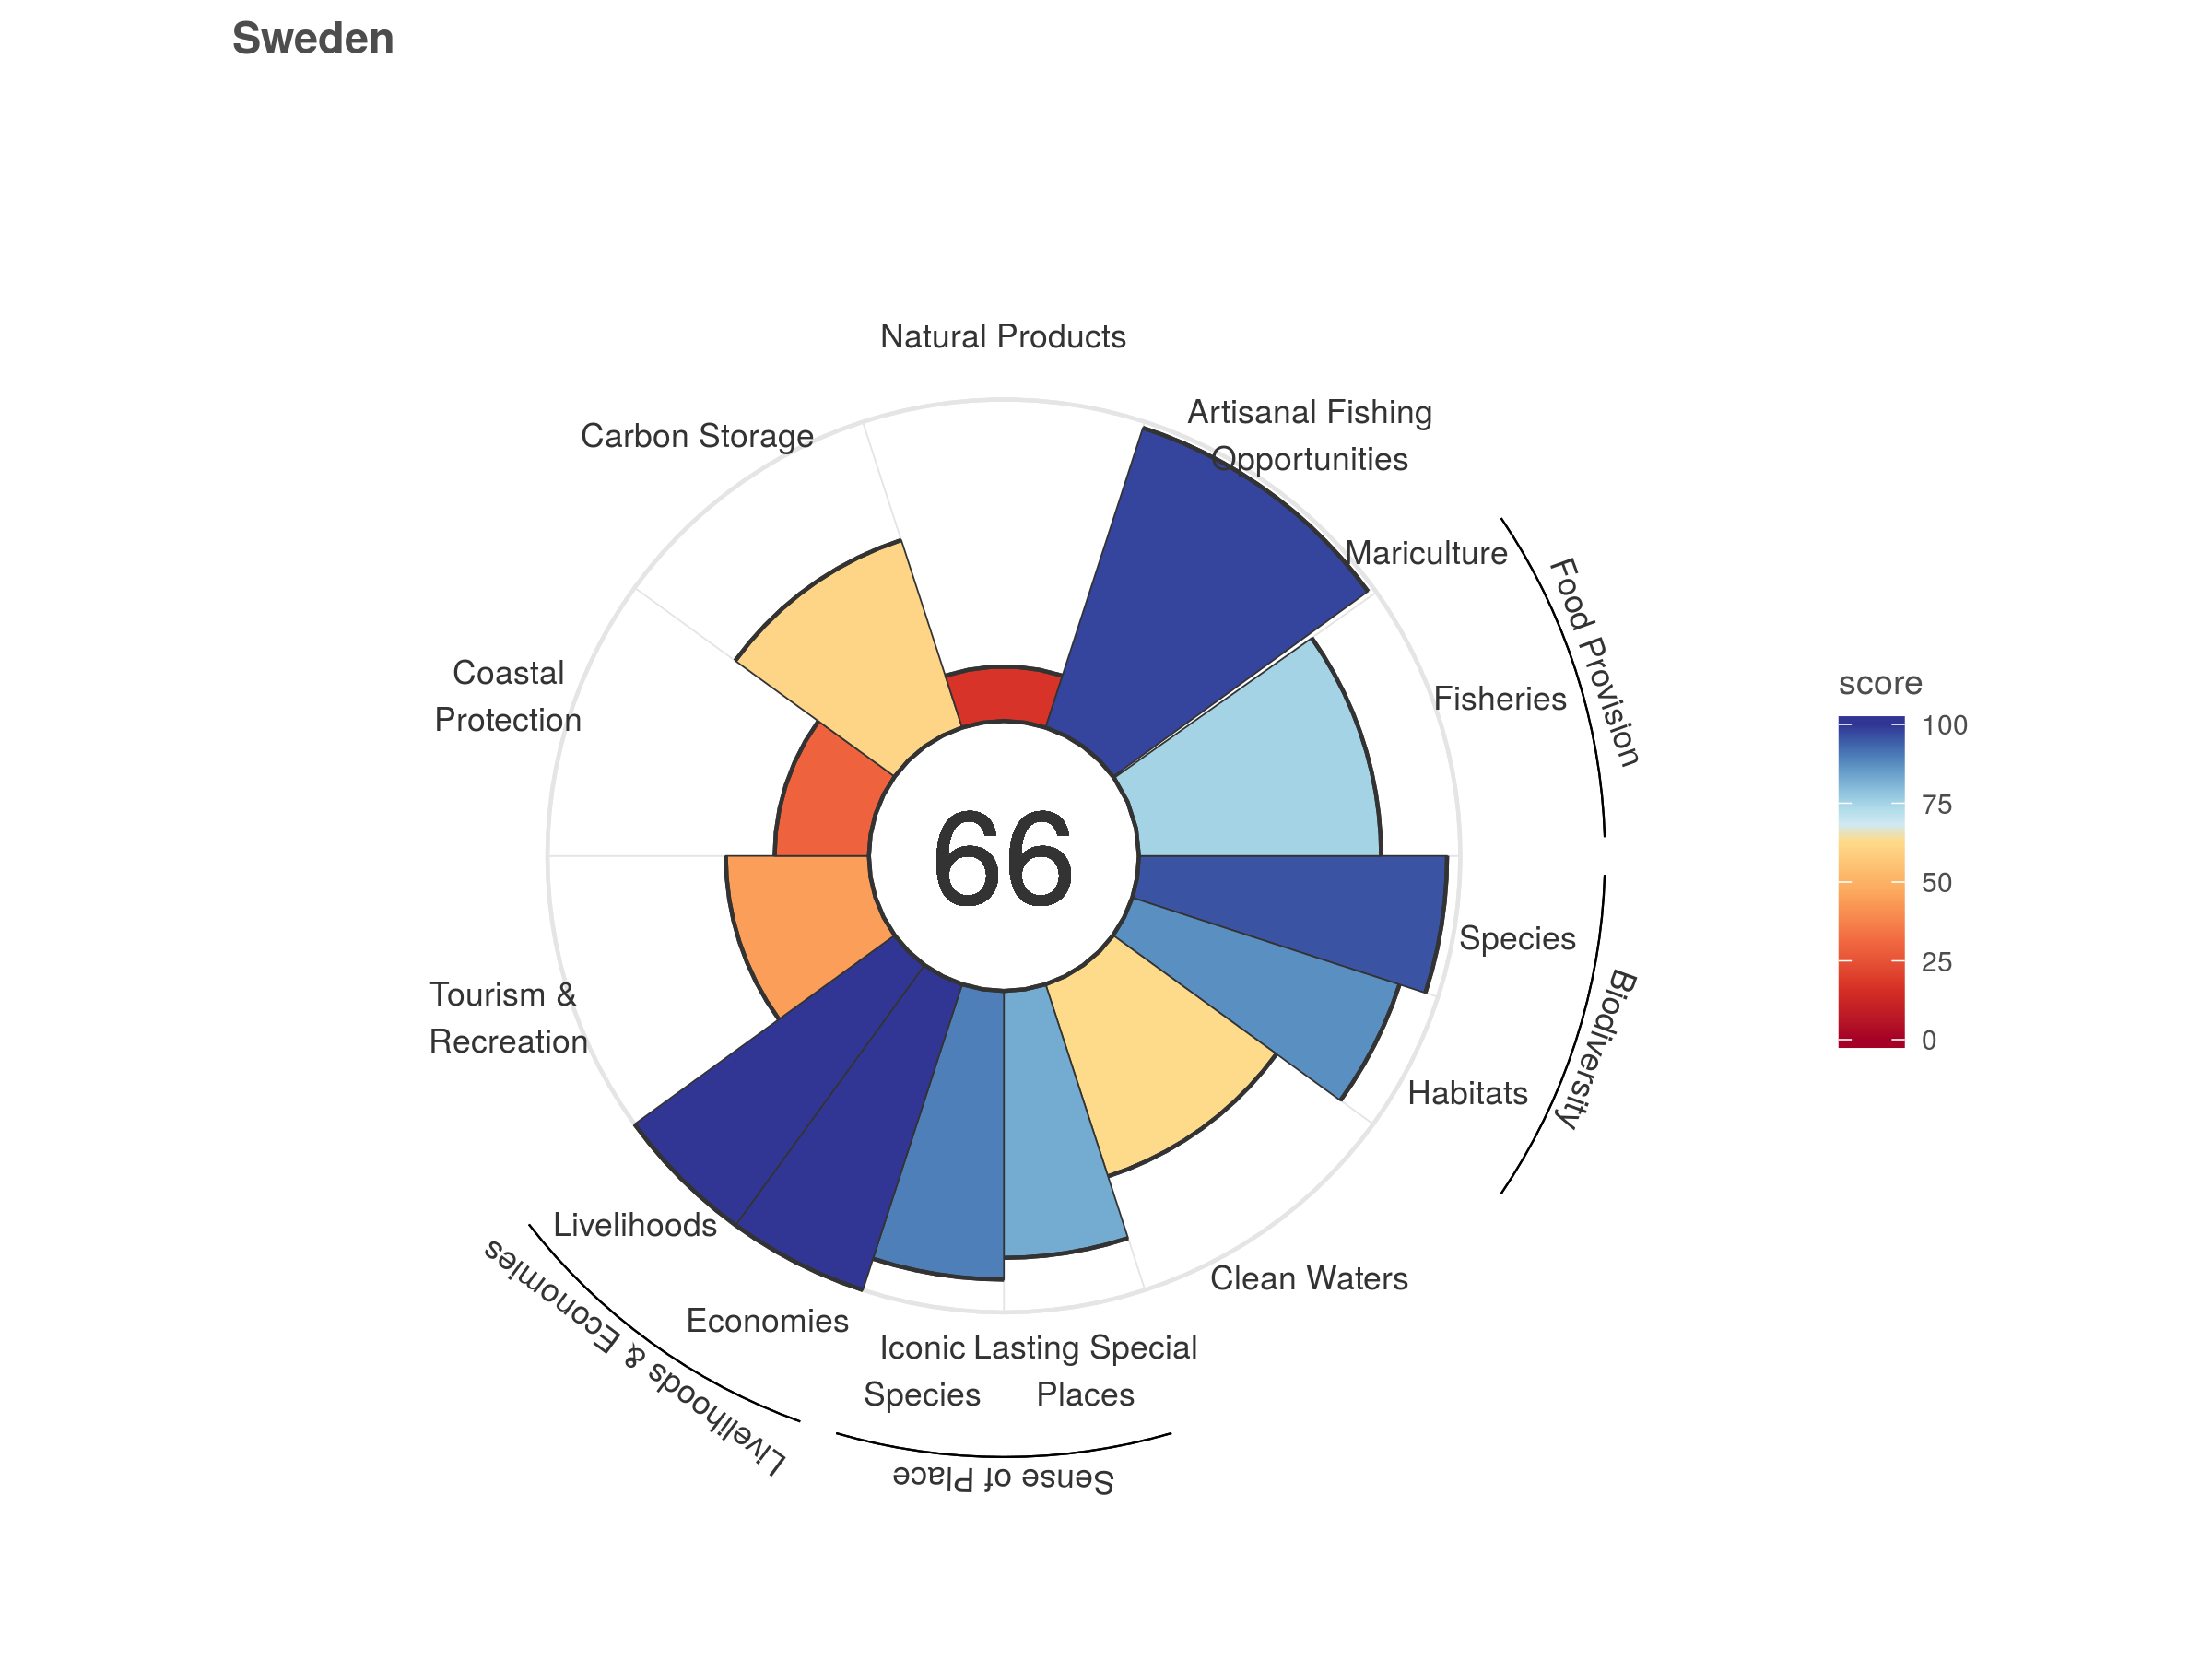 Sweden
Natural Products
Artisanal Fishing
Opportunities
Carbon Storage
Mariculture
Food Provision
Fisheries
Coastal
Protection
score
100
75
50
25
0
66
Species
Biodiversity
Habitats
Tourism &
Recreation
Livelihoods
Clean Waters
Economies
Livelihoods & Economies
Iconic
Species
Lasting Special
Places
Sense of Place